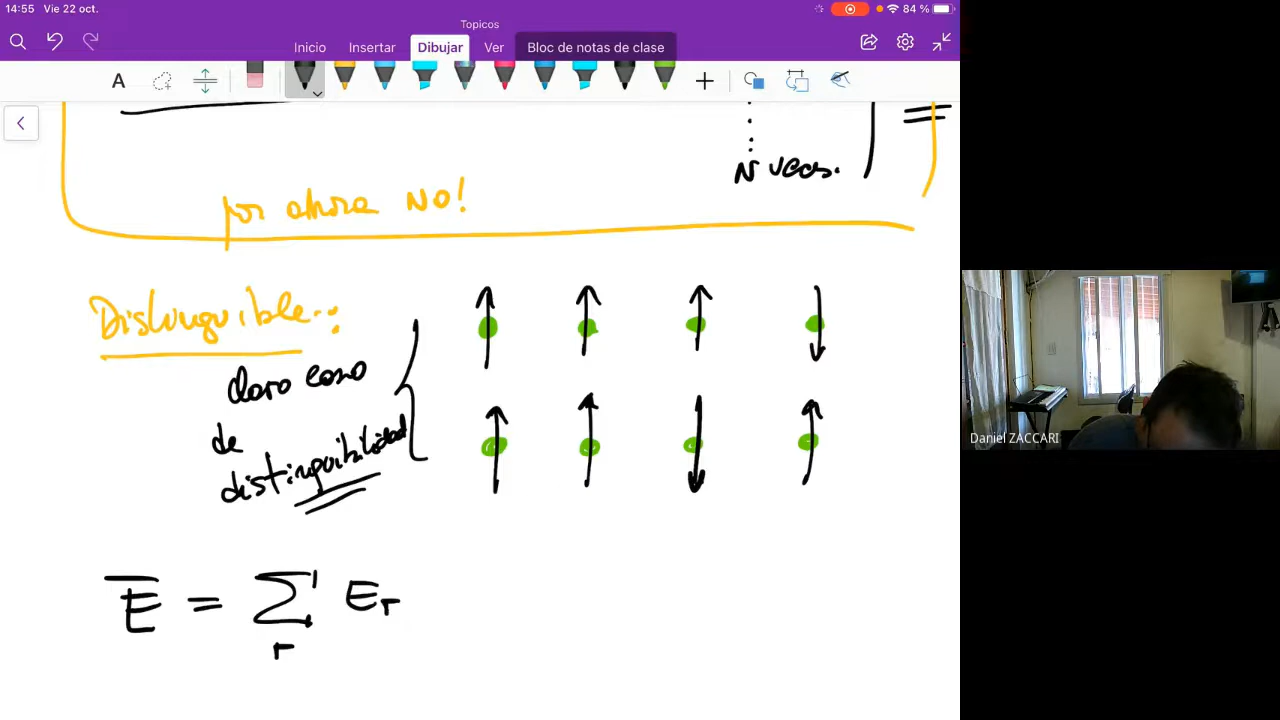 14:55 Vie 22 oct.
84 %
Topicos
Inicio Insertar Dibujar Ver Bloc de notas de clase
A
N veces.
por ahora NO!
Distinguible:
claro caso
de
distinguibilidad
E̅ = Σ E_r
r
Daniel ZACCARI